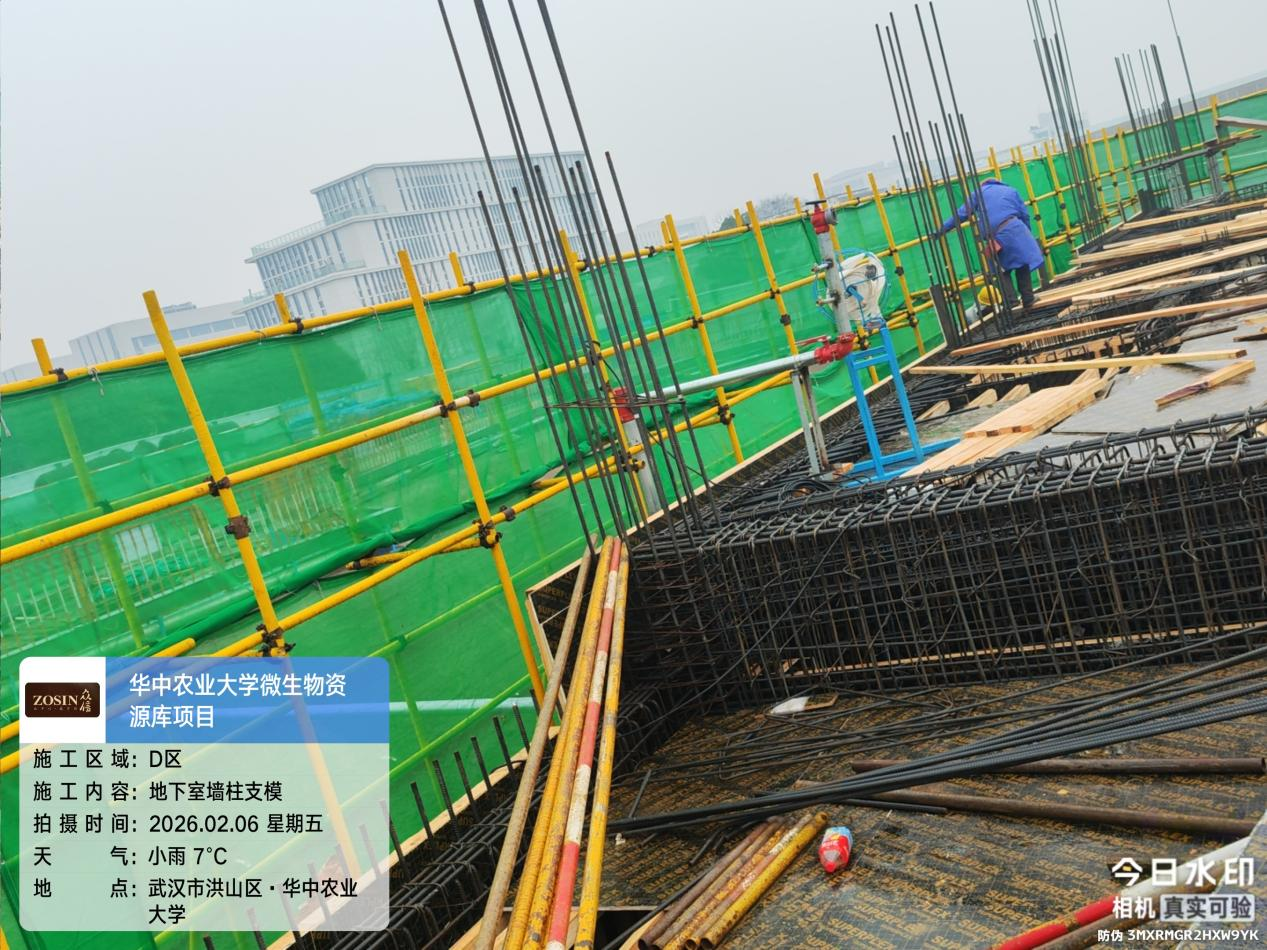 ZOSIN 众信
华中农业大学微生物资
源库项目
施工区域：D区
施工内容：地下室墙柱支模
拍摄时间：2026.02.06 星期五
天气：小雨 7°C
地点：武汉市洪山区·华中农业
大学
今日水印
相机 真实可验
防伪 3MXRMGR2HXW9YK